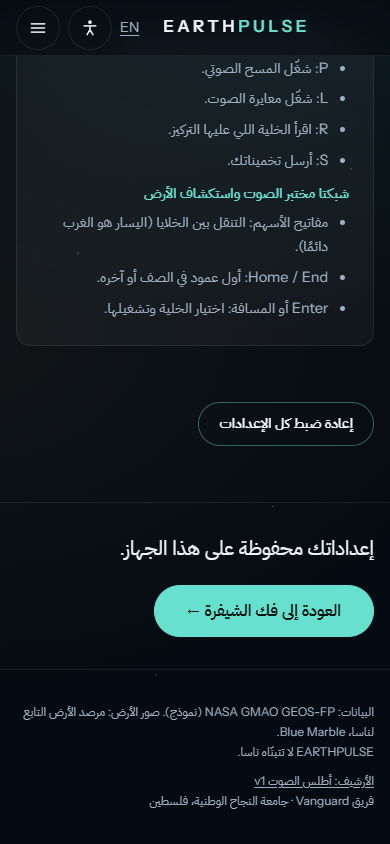 EN EARTHPULSE
P: شغّل المسح الصوتي.
L: شغّل معايرة الصوت.
R: اقرأ الخلية اللي عليها التركيز.
S: أرسل تخميناتك.
شبكتا مختبر الصوت واستكشاف الأرض
مفاتيح الأسهم: التنقل بين الخلايا (اليسار هو الغرب
دائمًا).
Home / End: أول عمود في الصف أو آخره.
Enter أو المسافة: اختيار الخلية وتشغيلها.
إعادة ضبط كل الإعدادات
إعداداتك محفوظة على هذا الجهاز.
العودة إلى فك الشيفرة ←
البيانات: NASA GMAO GEOS-FP (نموذج). صور الأرض: مرصد الأرض التابع
لناسا، Blue Marble.
EARTHPULSE لا تتبنّاه ناسا.
الأرشيف: أطلس الصوت v1
فريق Vanguard · جامعة النجاح الوطنية، فلسطين